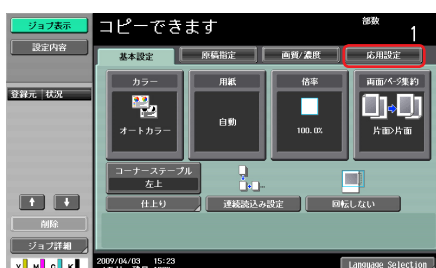 ジョブ表示
設定内容
コピーできます
部数
1
基本設定
原稿指定
画質/濃度
応用設定
登録元 状況
カラー
オートカラー
用紙
自動
倍率
100.0%
両面/ページ集約
片面>片面
コーナーステープル
左上
仕上り
連続読込み設定
回転しない
削除
ジョブ詳細
2009/04/03 15:23
Language Selection
Y M C K